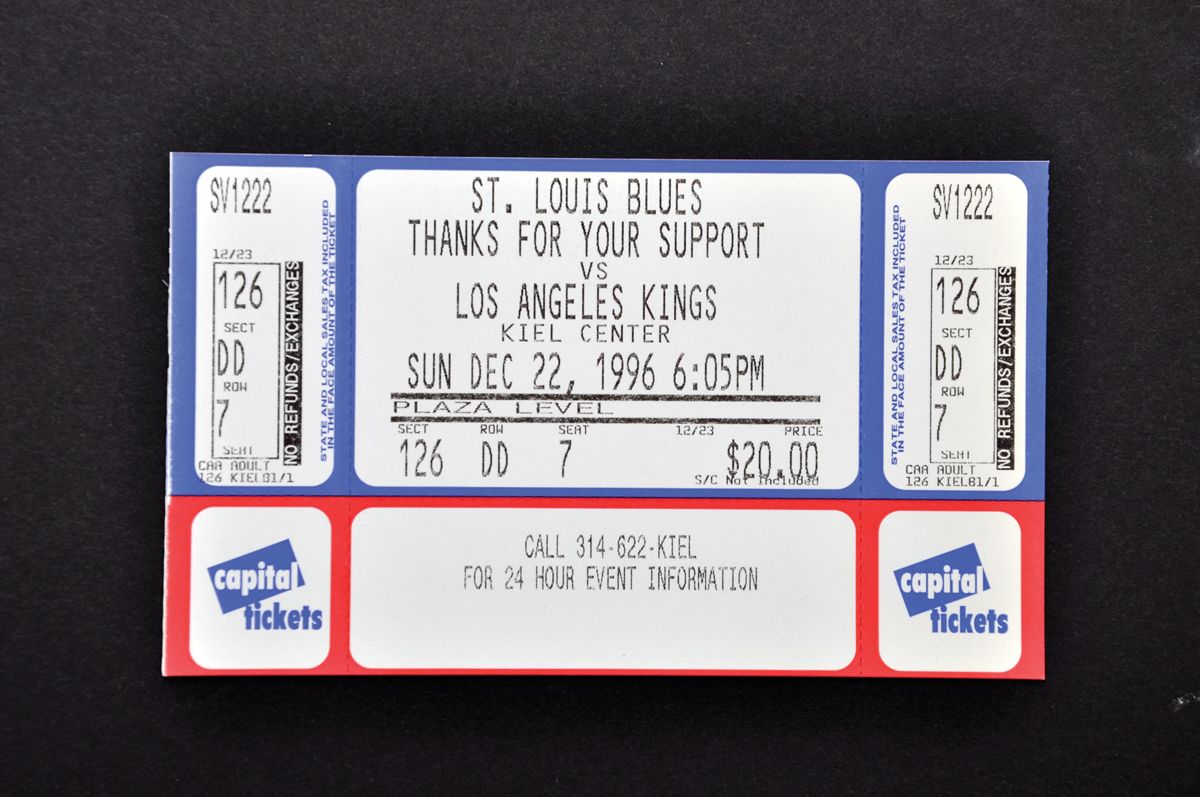 SV1222
12/23
126
SECT
DD
ROW
7
SEAT
CAA ADULT
126 KIEL81/1
NO REFUNDS/EXCHANGES
STATE AND LOCAL SALES TAX INCLUDED
IN THE FACE AMOUNT OF THE TICKET
ST. LOUIS BLUES
THANKS FOR YOUR SUPPORT
VS
LOS ANGELES KINGS
KIEL CENTER
SUN DEC 22, 1996 6:05PM
PLAZA LEVEL
SECT ROW SEAT 12/23 PRICE
126 DD 7 $20.00
S/C Not Included
STATE AND LOCAL SALES TAX INCLUDED
IN THE FACE AMOUNT OF THE TICKET
SV1222
12/23
126
SECT
DD
ROW
7
SEAT
CAA ADULT
126 KIEL81/1
NO REFUNDS/EXCHANGES
capital
tickets
CALL 314-622-KIEL
FOR 24 HOUR EVENT INFORMATION
capital
tickets